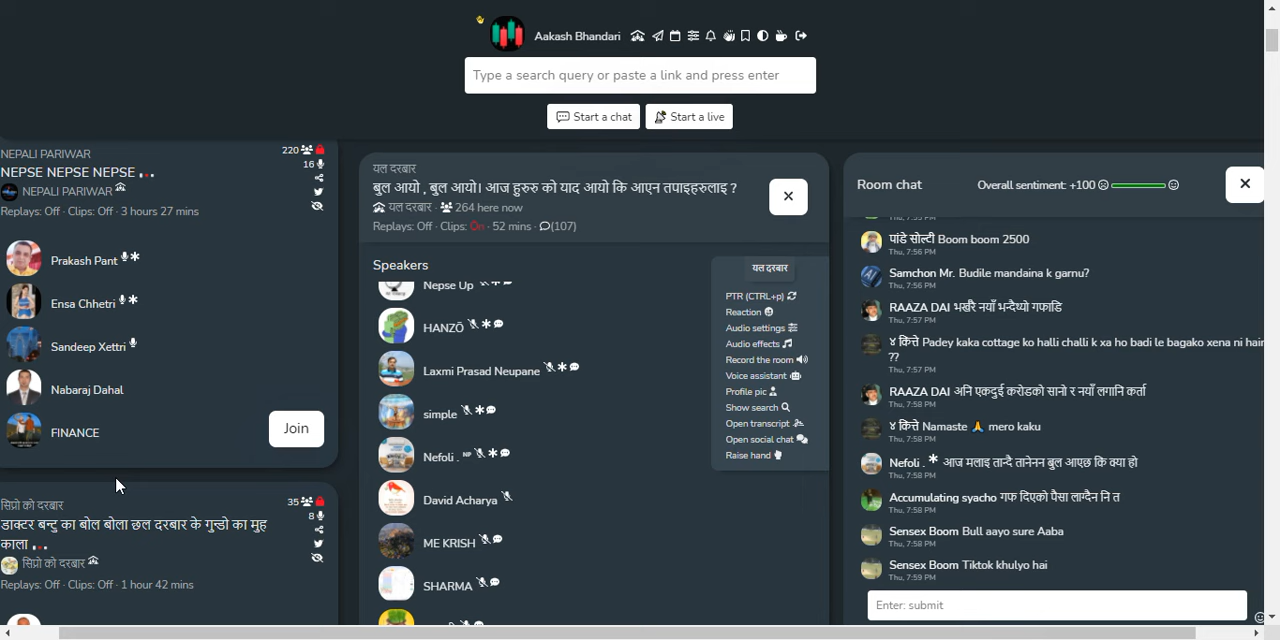 Aakash Bhandari
Type a search query or paste a link and press enter
Start a chat
Start a live
NEPALI PARIWAR
220
NEPSE NEPSE NEPSE
16
NEPALI PARIWAR
Replays: Off · Clips: Off · 3 hours 27 mins
Prakash Pant
Ensa Chhetri
Sandeep Xettri
Nabaraj Dahal
FINANCE
Join
सिप्रो को दरबार
35
डाक्टर बन्टु का बोल बोला छल दरबार के गुन्डो का मुह
काला
8
सिप्रो को दरबार
Replays: Off · Clips: Off · 1 hour 42 mins
यल दरबार
बुल आयो , बुल आयो। आज हुरुर को याद आयो कि आएन तपाइहरुलाइ ?
यल दरबार · 264 here now
Replays: Off · Clips: On · 52 mins · (107)
Speakers
Nepse Up
HANZŌ
Laxmi Prasad Neupane
simple
Nefoli . NP
David Acharya
ME KRISH
SHARMA
यल दरबार
PTR (CTRL+p)
Reaction
Audio settings
Audio effects
Record the room
Voice assistant
Profile pic
Show search
Open transcript
Open social chat
Raise hand
Room chat
Overall sentiment: +100
पांडे सोल्टी Boom boom 2500
Thu, 7:56 PM
Samchon Mr. Budile mandaina k garnu?
Thu, 7:56 PM
RAAZA DAI भर्खरै नयाँ भन्दैथ्यो गफाडि
Thu, 7:57 PM
४ कित्ते Padey kaka cottage ko halli challi k xa ho badi le bagako xena ni hair
??
Thu, 7:57 PM
RAAZA DAI अनि एकदुई करोडको सानो र नयाँ लगानि कर्ता
Thu, 7:58 PM
४ कित्ते Namaste 🙏 mero kaku
Thu, 7:58 PM
Nefoli . * आज मलाइ तान्दै तानेनन बुल आएछ कि क्या हो
Thu, 7:58 PM
Accumulating syacho गफ दिएको पैसा लाग्दैन नि त
Thu, 7:58 PM
Sensex Boom Bull aayo sure Aaba
Thu, 7:58 PM
Sensex Boom Tiktok khulyo hai
Thu, 7:59 PM
Enter: submit